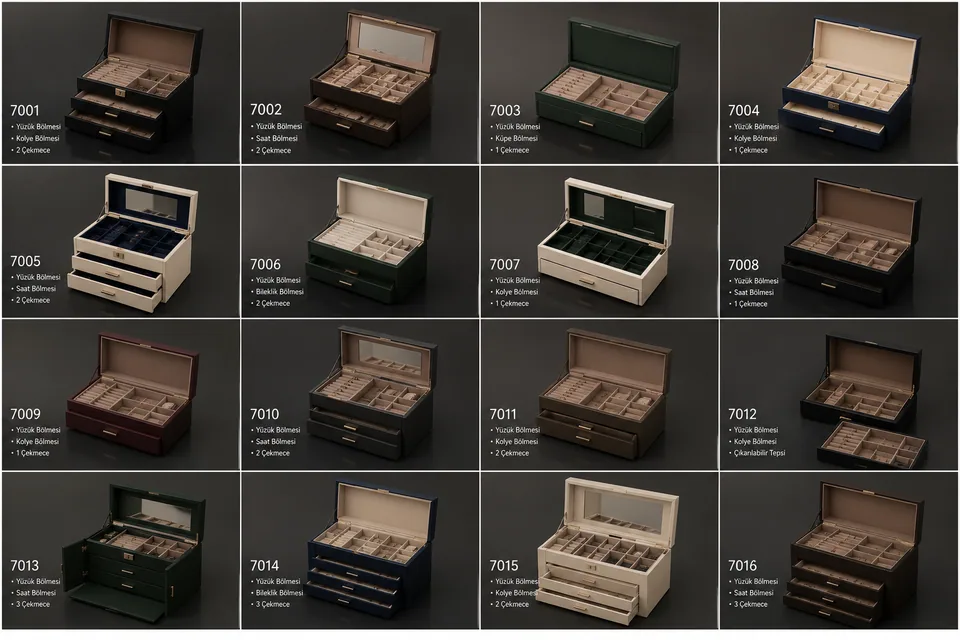 7001
• Yüzük Bölmesi
• Kolye Bölmesi
• 2 Çekmece
7002
• Yüzük Bölmesi
• Saat Bölmesi
• 2 Çekmece
7003
• Yüzük Bölmesi
• Küpe Bölmesi
• 1 Çekmece
7004
• Yüzük Bölmesi
• Kolye Bölmesi
• 1 Çekmece
7005
• Yüzük Bölmesi
• Saat Bölmesi
• 2 Çekmece
7006
• Yüzük Bölmesi
• Bileklik Bölmesi
• 2 Çekmece
7007
• Yüzük Bölmesi
• Kolye Bölmesi
• 1 Çekmece
7008
• Yüzük Bölmesi
• Saat Bölmesi
• 1 Çekmece
7009
• Yüzük Bölmesi
• Kolye Bölmesi
• 1 Çekmece
7010
• Yüzük Bölmesi
• Saat Bölmesi
• 2 Çekmece
7011
• Yüzük Bölmesi
• Kolye Bölmesi
• 2 Çekmece
7012
• Yüzük Bölmesi
• Kolye Bölmesi
• Çıkarılabilir Tepsi
7013
• Yüzük Bölmesi
• Saat Bölmesi
• 3 Çekmece
7014
• Yüzük Bölmesi
• Bileklik Bölmesi
• 3 Çekmece
7015
• Yüzük Bölmesi
• Kolye Bölmesi
• 2 Çekmece
7016
• Yüzük Bölmesi
• Saat Bölmesi
• 3 Çekmece